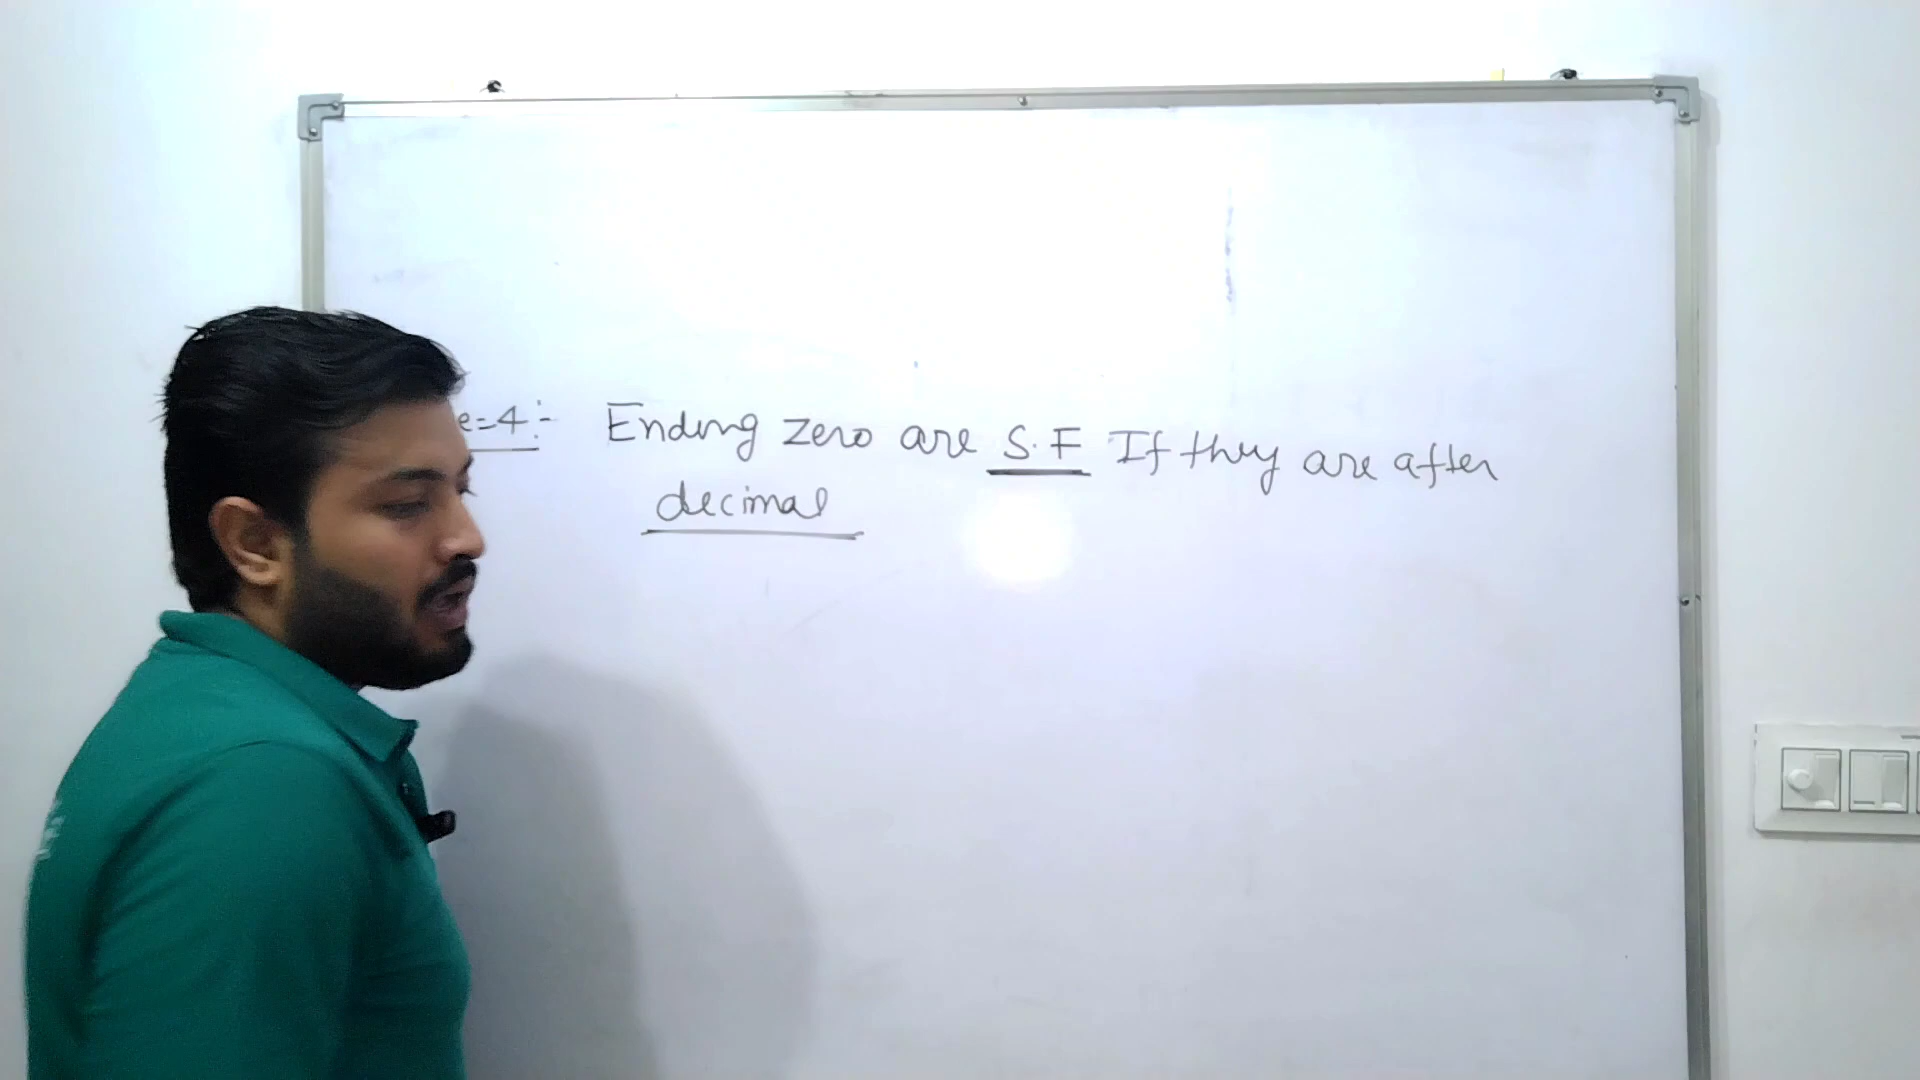 e=4:- Ending zero are S.F If they are after
decimal